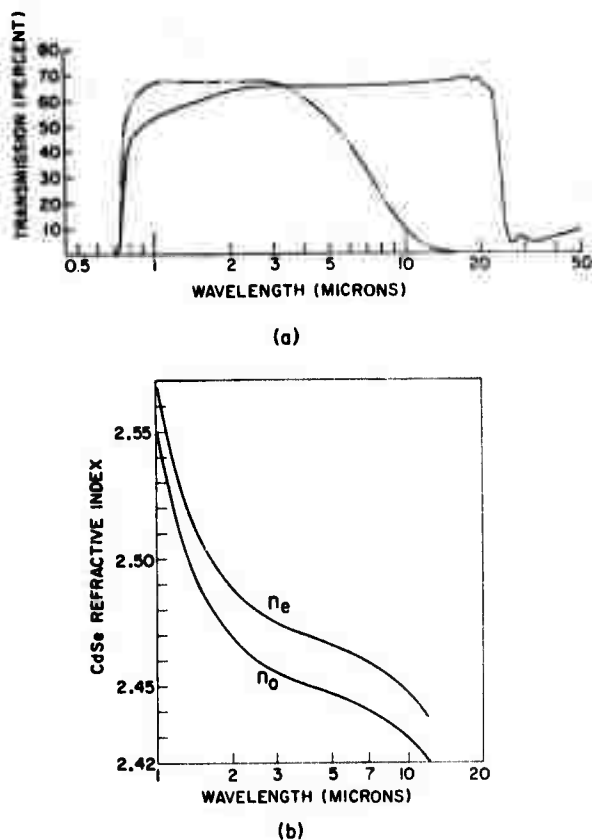 TRANSMISSION (PERCENT)
80
70
60
50
40
30
20
10
0.5 1 2 3 5 10 20 50
WAVELENGTH (MICRONS)
(a)
CdSe REFRACTIVE INDEX
2.55
2.50
2.45
2.42
n_e
n_o
1 2 3 5 7 10 20
WAVELENGTH (MICRONS)
(b)